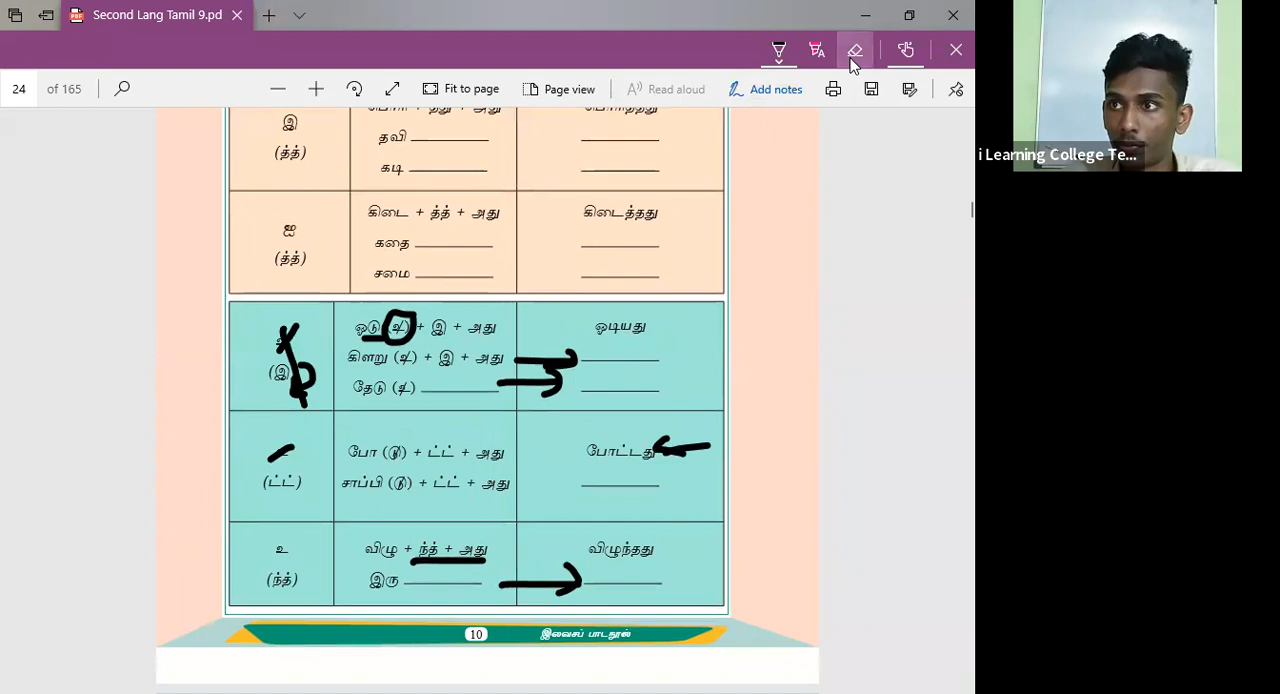 Second Lang Tamil 9.pd
24 of 165
Fit to page
Page view
Read aloud
Add notes
i Learning College Te...
இ
(த்த்)
தவி
கடி
ஐ
(த்த்)
கிடை + த்த் + அது கிடைத்தது
கதை
சமை
(இ)
ஓடு (உ) + இ + அது ஓடியது
கிளறு (உ) + இ + அது
தேடு (உ)
(ட்ட்)
போ (டு) + ட்ட் + அது போட்டது
சாப்பி (டு) + ட்ட் + அது
உ
(ந்த்)
விழு + ந்த் + அது விழுந்தது
இரு
10 இலவசப் பாடநூல்